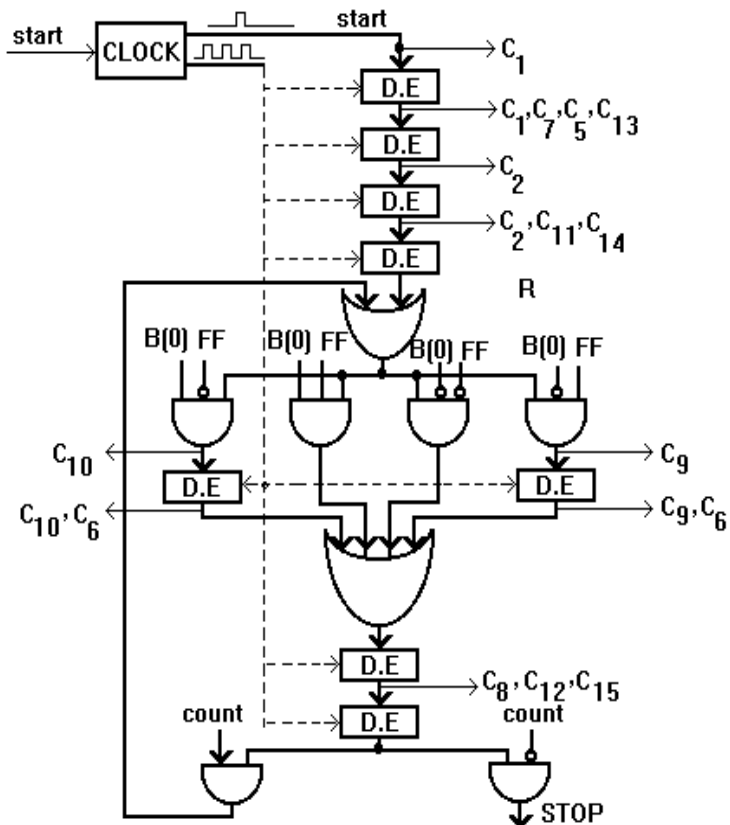 start
start
CLOCK
C1
D.E
C1,C7,C5,C13
D.E
C2
D.E
C2,C11,C14
D.E
R
B(0) FF
B(0) FF
B(0) FF
B(0) FF
C10
C9
D.E
D.E
C10,C6
C9,C6
D.E
C8,C12,C15
count
D.E
count
STOP